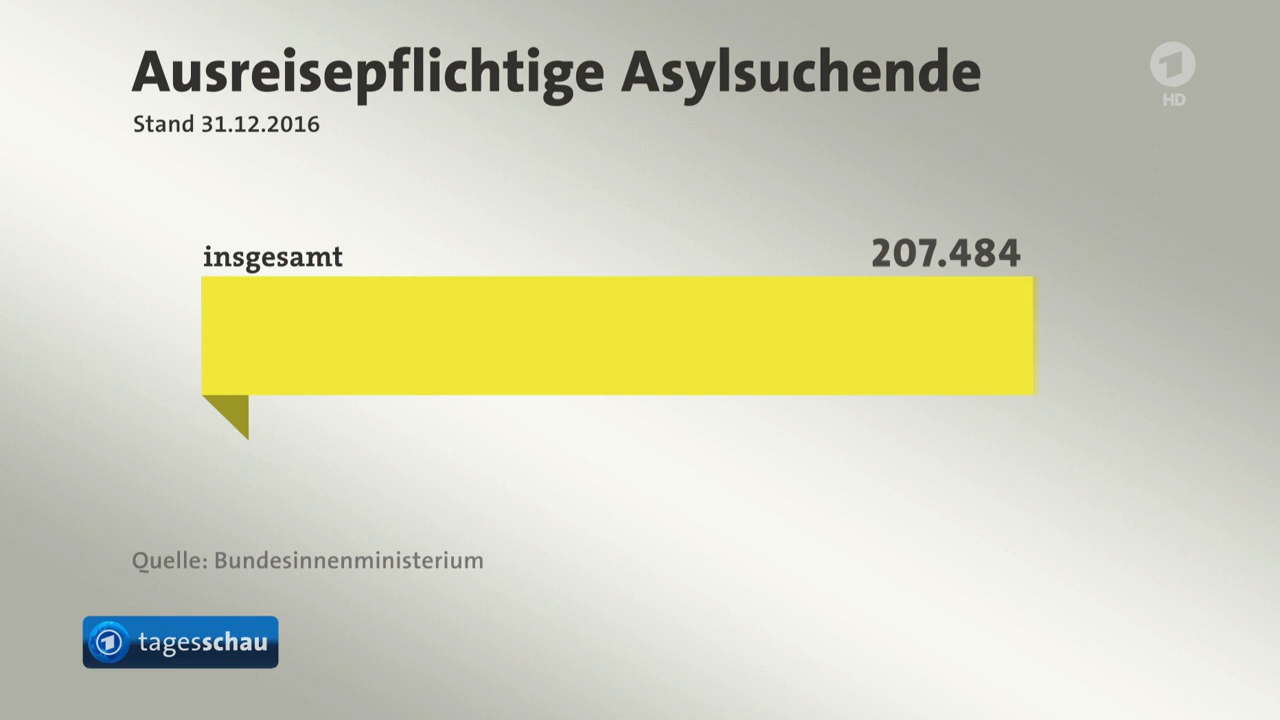 Ausreisepflichtige Asylsuchende
Stand 31.12.2016
HD
insgesamt
207.484
Quelle: Bundesinnenministerium
tagesschau